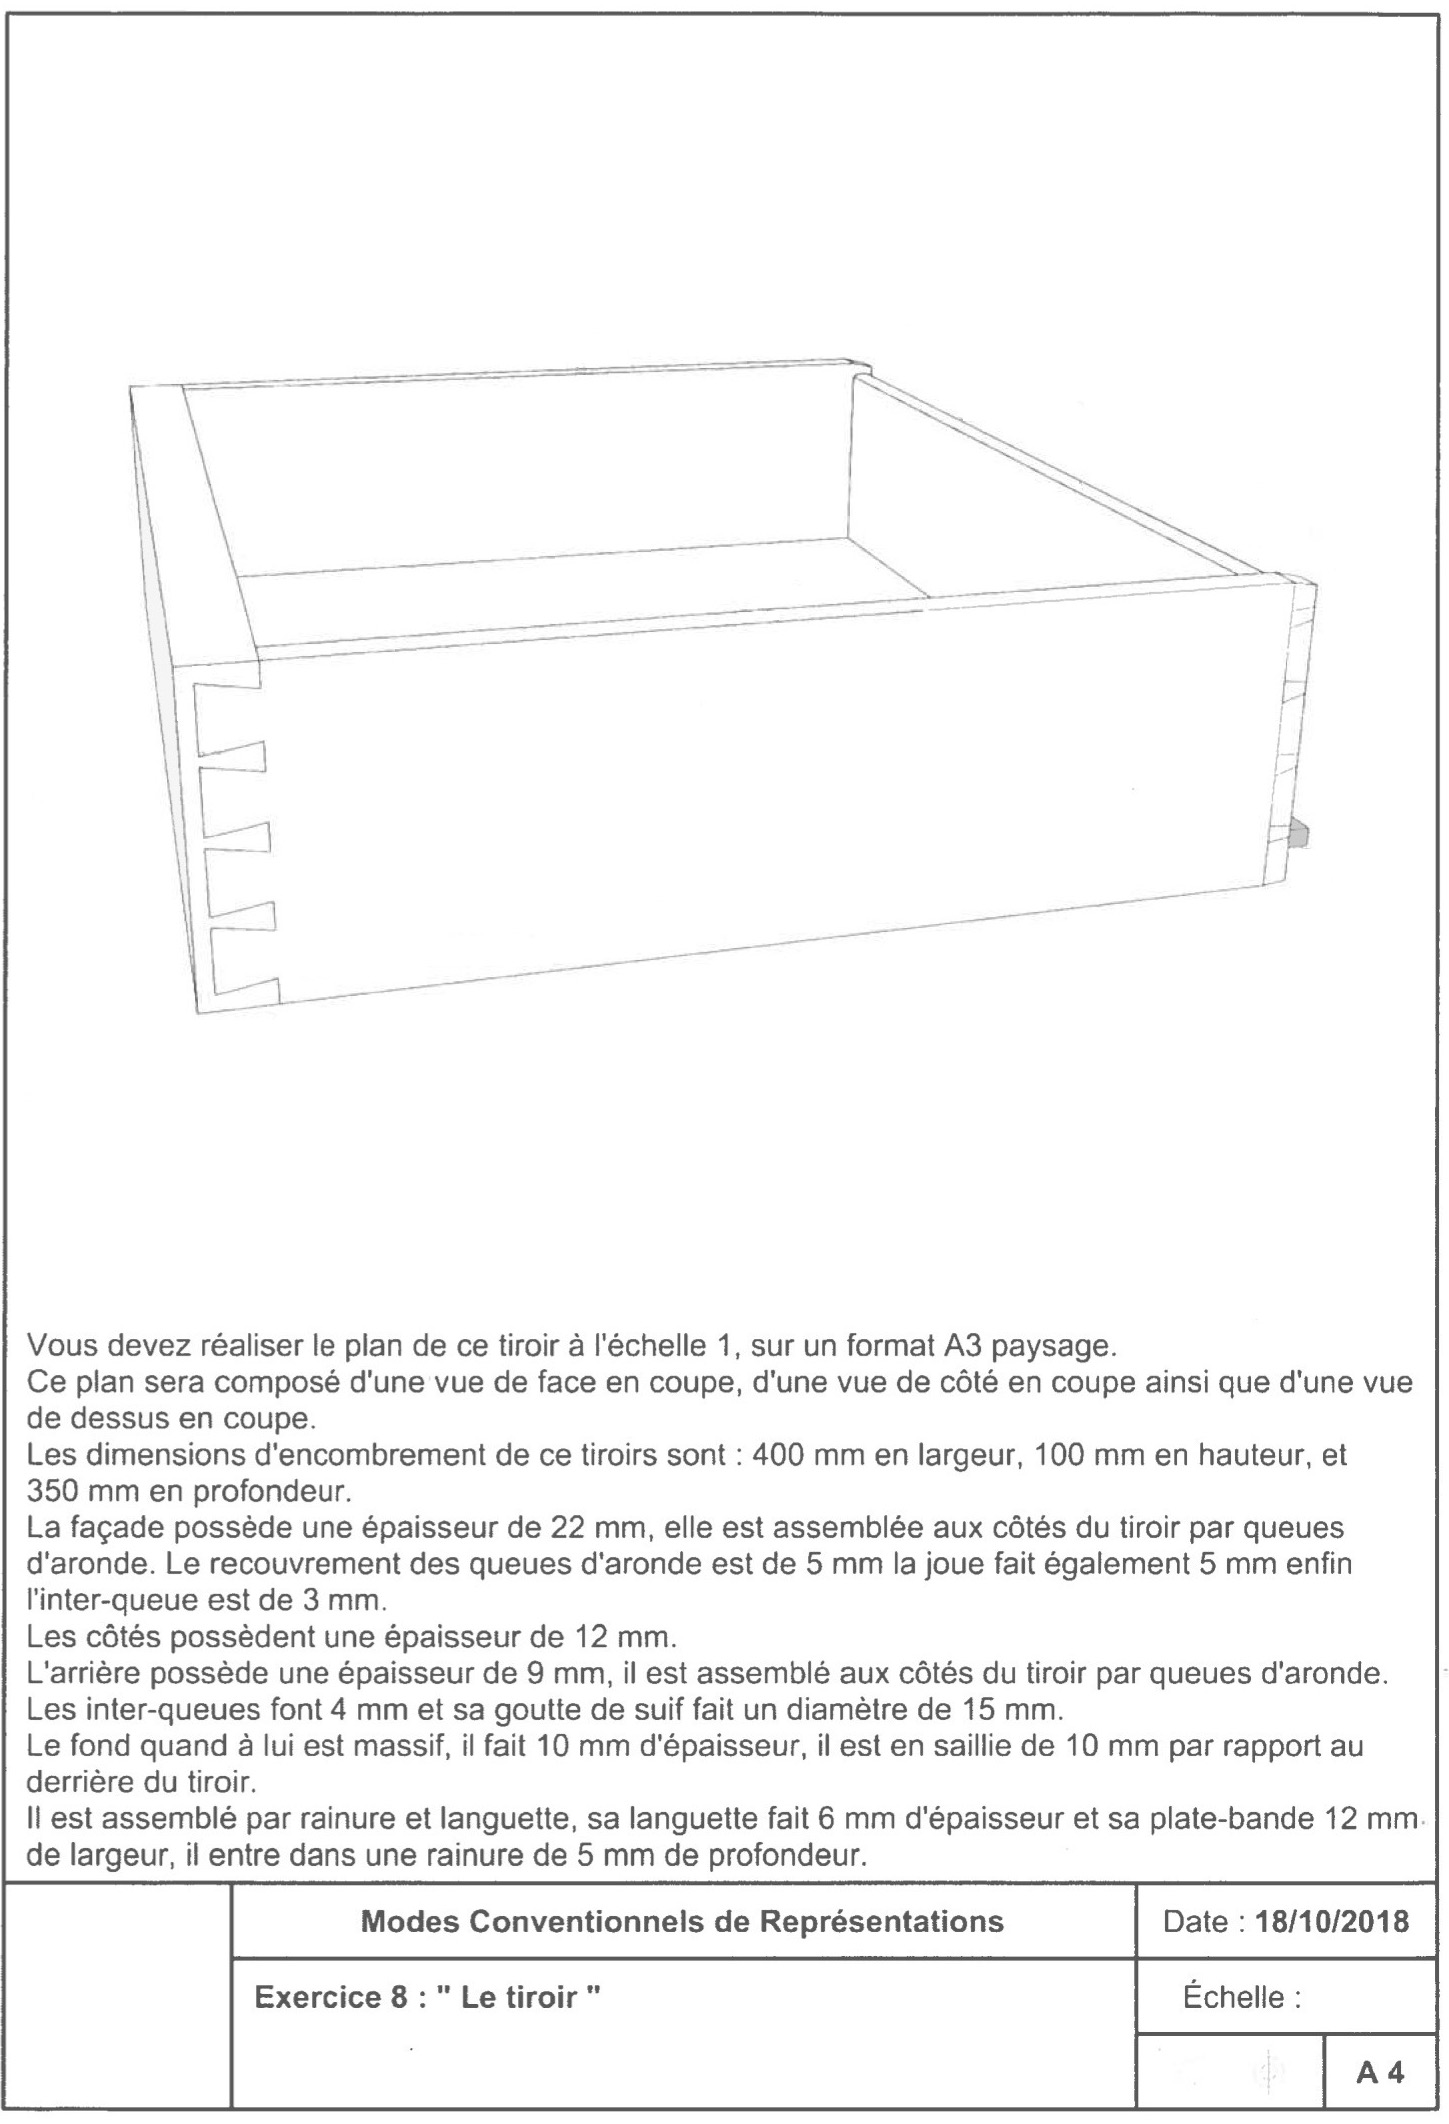 Vous devez réaliser le plan de ce tiroir à l'échelle 1, sur un format A3 paysage.
Ce plan sera composé d'une vue de face en coupe, d'une vue de côté en coupe ainsi que d'une vue
de dessus en coupe.
Les dimensions d'encombrement de ce tiroirs sont : 400 mm en largeur, 100 mm en hauteur, et
350 mm en profondeur.
La façade possède une épaisseur de 22 mm, elle est assemblée aux côtés du tiroir par queues
d'aronde. Le recouvrement des queues d'aronde est de 5 mm la joue fait également 5 mm enfin
l'inter-queue est de 3 mm.
Les côtés possèdent une épaisseur de 12 mm.
L'arrière possède une épaisseur de 9 mm, il est assemblé aux côtés du tiroir par queues d'aronde.
Les inter-queues font 4 mm et sa goutte de suif fait un diamètre de 15 mm.
Le fond quand à lui est massif, il fait 10 mm d'épaisseur, il est en saillie de 10 mm par rapport au
derrière du tiroir.
Il est assemblé par rainure et languette, sa languette fait 6 mm d'épaisseur et sa plate-bande 12 mm
de largeur, il entre dans une rainure de 5 mm de profondeur.
Modes Conventionnels de Représentations
Date : 18/10/2018
Exercice 8 : " Le tiroir "
Échelle :
A 4